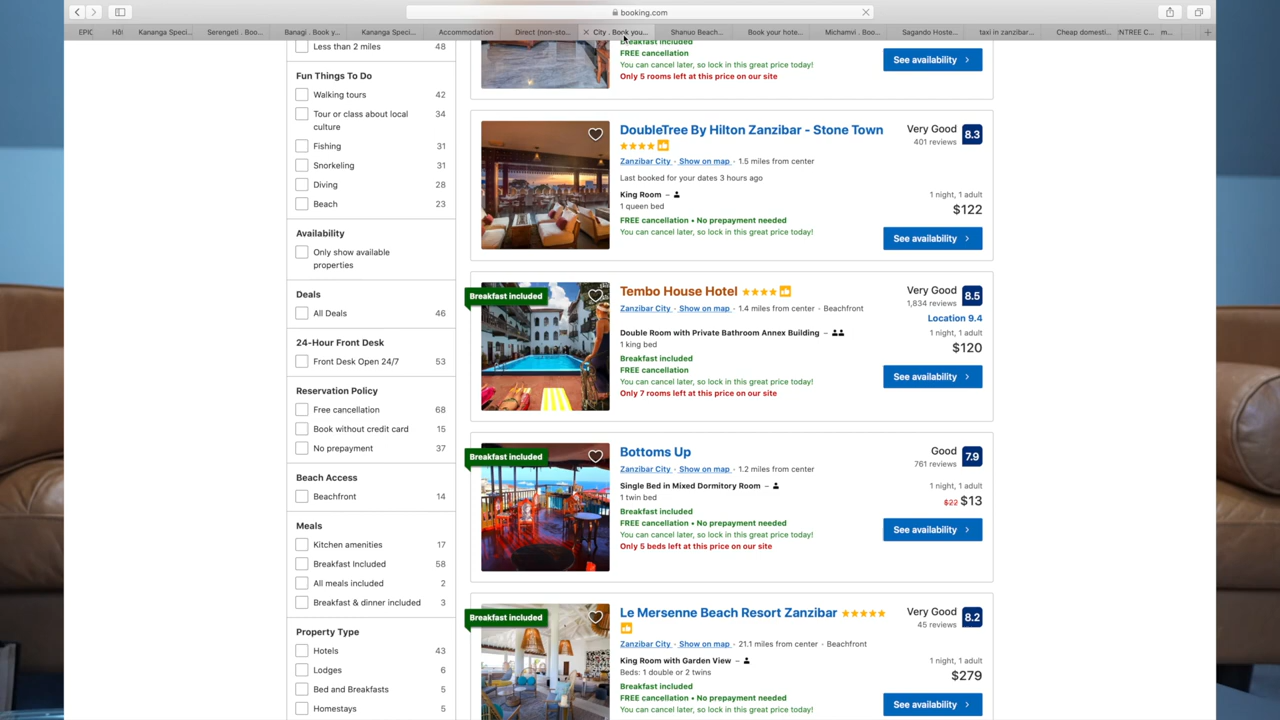 booking.com
EPIC
Hôi
Kananga Speci...
Serengeti . Boo...
Banagi . Book y...
Kananga Speci...
Accommodation
Direct (non-sto...
City . Book you...
Shanuo Beach...
Book your hote...
Michamvi . Boo...
Sagando Hoste...
taxi in zanzibar...
Cheap domesti...
INTREE C...
m...
Less than 2 miles 48
Fun Things To Do
Walking tours 42
Tour or class about local 34
culture
Fishing 31
Snorkeling 31
Diving 28
Beach 23
Availability
Only show available
properties
Deals
All Deals 46
24-Hour Front Desk
Front Desk Open 24/7 53
Reservation Policy
Free cancellation 68
Book without credit card 15
No prepayment 37
Beach Access
Beachfront 14
Meals
Kitchen amenities 17
Breakfast Included 58
All meals included 2
Breakfast & dinner included 3
Property Type
Hotels 43
Lodges 6
Bed and Breakfasts 5
Homestays 5
Breakfast included
FREE cancellation
You can cancel later, so lock in this great price today!
Only 5 rooms left at this price on our site
See availability
DoubleTree By Hilton Zanzibar - Stone Town
Very Good 8.3
401 reviews
Zanzibar City · Show on map · 1.5 miles from center
Last booked for your dates 3 hours ago
King Room –
1 night, 1 adult
1 queen bed
$122
FREE cancellation • No prepayment needed
You can cancel later, so lock in this great price today!
See availability
Breakfast included
Tembo House Hotel
Very Good 8.5
1,834 reviews
Zanzibar City · Show on map · 1.4 miles from center · Beachfront
Location 9.4
Double Room with Private Bathroom Annex Building –
1 night, 1 adult
1 king bed
$120
Breakfast included
FREE cancellation
You can cancel later, so lock in this great price today!
Only 7 rooms left at this price on our site
See availability
Breakfast included
Bottoms Up
Good 7.9
761 reviews
Zanzibar City · Show on map · 1.2 miles from center
Single Bed in Mixed Dormitory Room –
1 night, 1 adult
1 twin bed
$22 $13
Breakfast included
FREE cancellation • No prepayment needed
You can cancel later, so lock in this great price today!
Only 5 beds left at this price on our site
See availability
Breakfast included
Le Mersenne Beach Resort Zanzibar
Very Good 8.2
45 reviews
Zanzibar City · Show on map · 21.1 miles from center · Beachfront
King Room with Garden View –
1 night, 1 adult
Beds: 1 double or 2 twins
$279
Breakfast included
FREE cancellation • No prepayment needed
You can cancel later, so lock in this great price today!
See availability